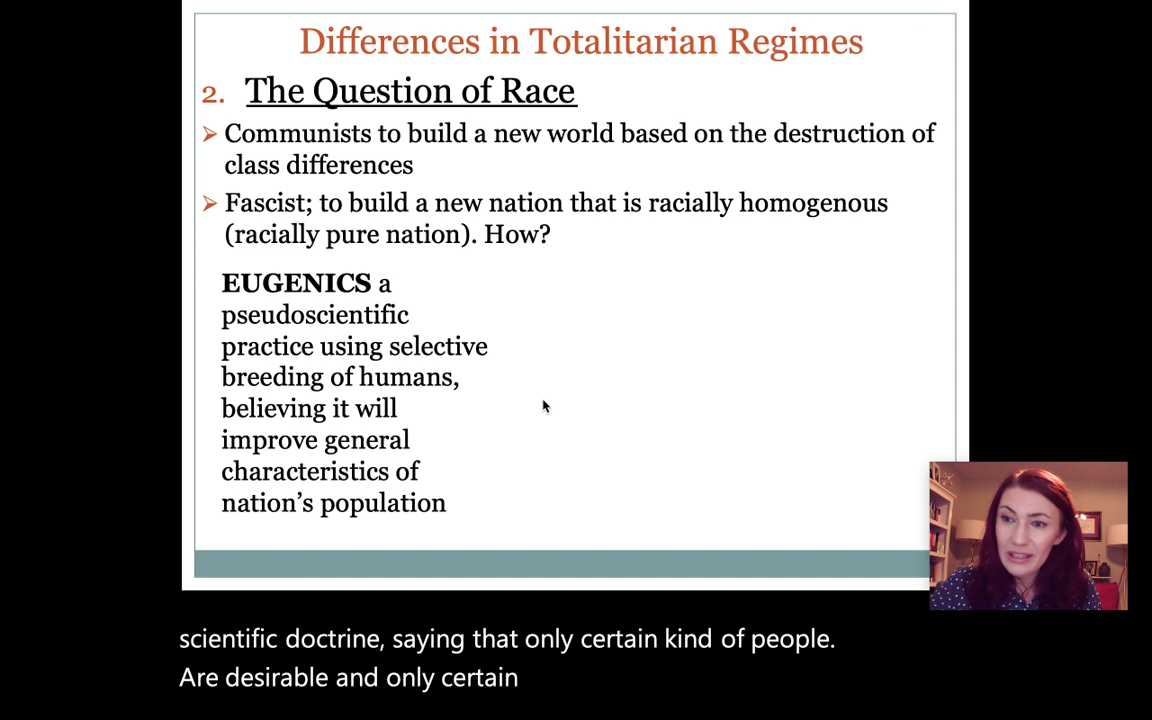 Differences in Totalitarian Regimes
2. The Question of Race
Communists to build a new world based on the destruction of
class differences
Fascist; to build a new nation that is racially homogenous
(racially pure nation). How?
EUGENICS a
pseudoscientific
practice using selective
breeding of humans,
believing it will
improve general
characteristics of
nation’s population
scientific doctrine, saying that only certain kind of people.
Are desirable and only certain